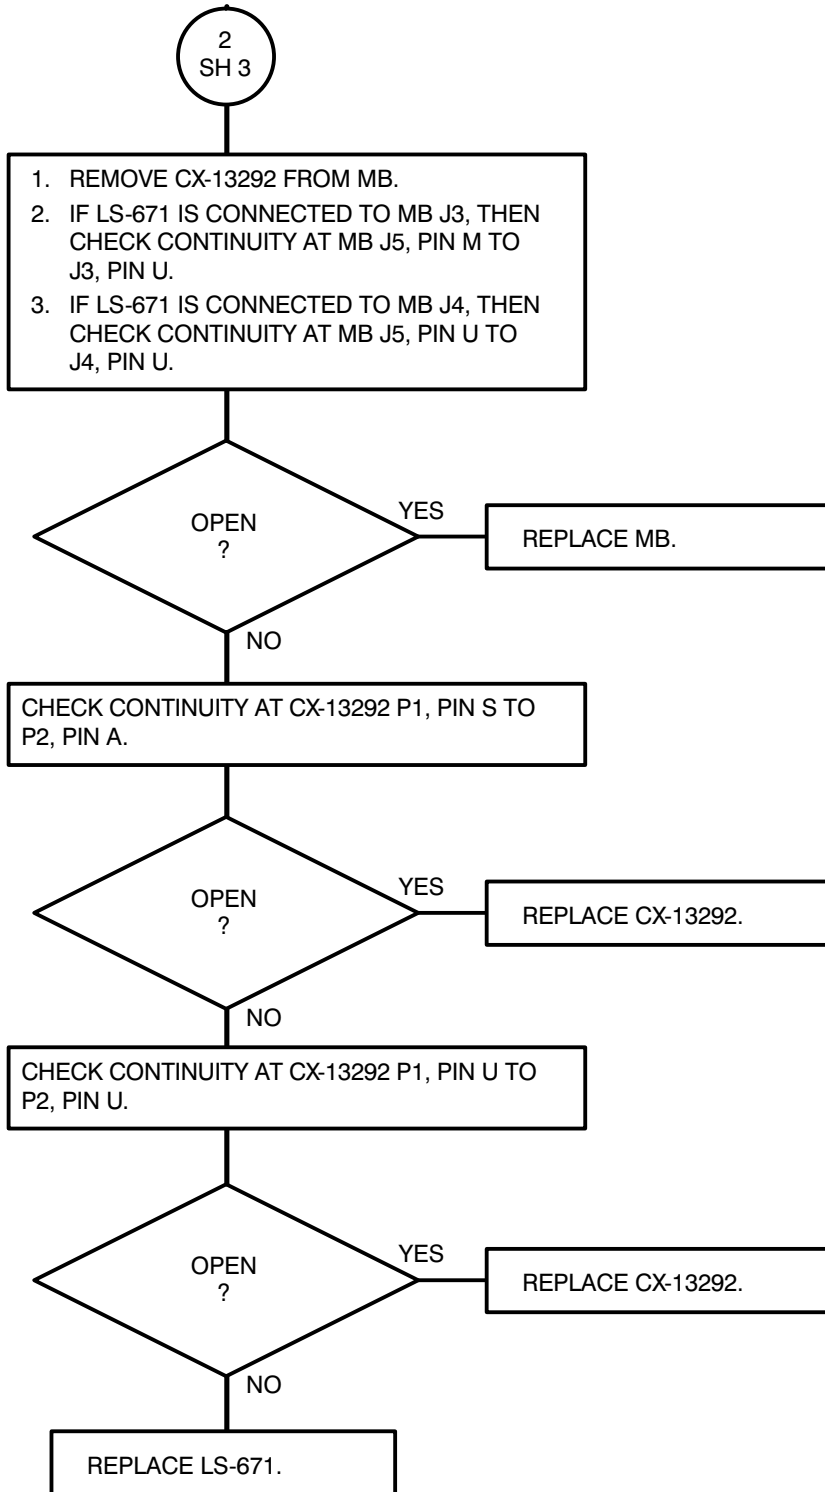 2
SH 3
1. REMOVE CX-13292 FROM MB.
2. IF LS-671 IS CONNECTED TO MB J3, THEN
CHECK CONTINUITY AT MB J5, PIN M TO
J3, PIN U.
3. IF LS-671 IS CONNECTED TO MB J4, THEN
CHECK CONTINUITY AT MB J5, PIN U TO
J4, PIN U.
OPEN
?
YES
REPLACE MB.
NO
CHECK CONTINUITY AT CX-13292 P1, PIN S TO
P2, PIN A.
OPEN
?
YES
REPLACE CX-13292.
NO
CHECK CONTINUITY AT CX-13292 P1, PIN U TO
P2, PIN U.
OPEN
?
YES
REPLACE CX-13292.
NO
REPLACE LS-671.